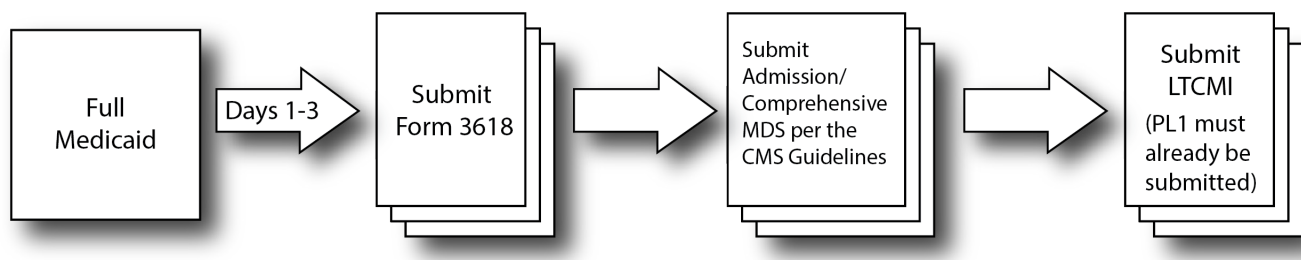 Full
Medicaid
Days 1-3
Submit
Form 3618
Submit
Admission/
Comprehensive
MDS per the
CMS Guidelines
Submit
LTCMI
(PL1 must
already be
submitted)